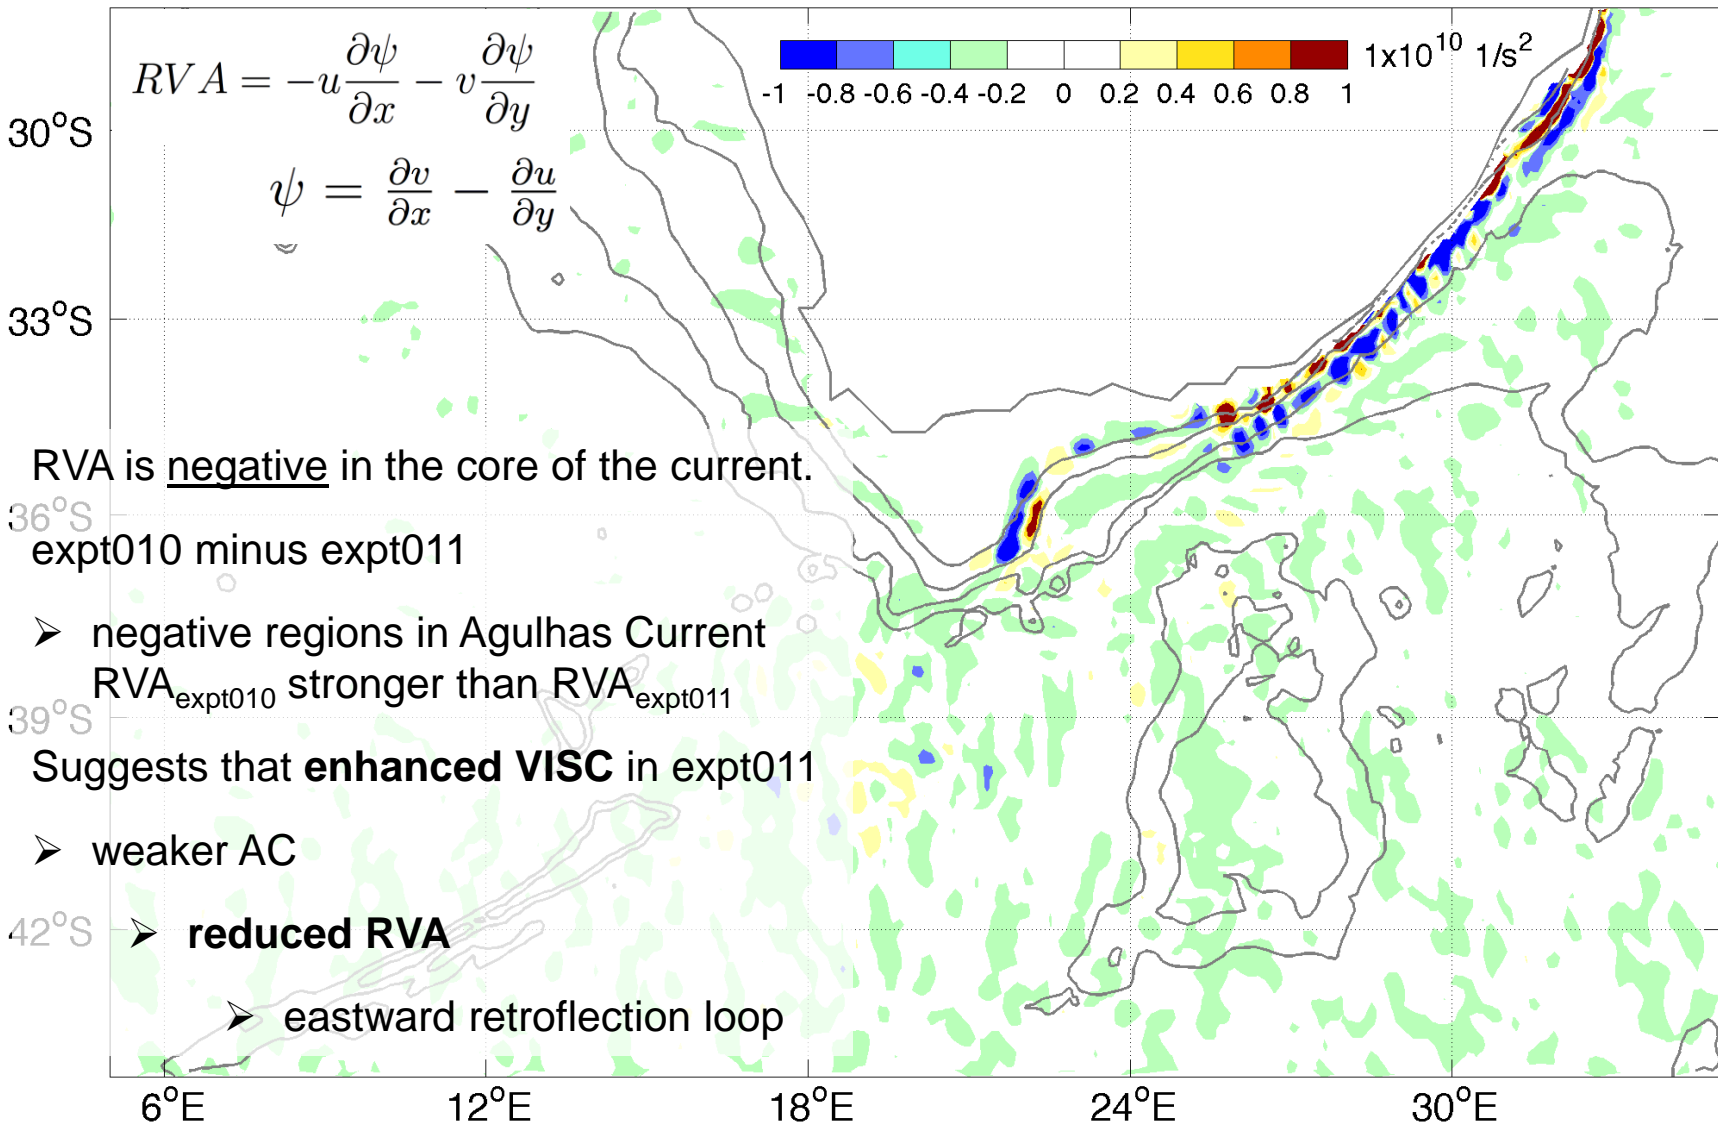 RVA = -u ∂ψ/∂x - v ∂ψ/∂y
ψ = ∂v/∂x - ∂u/∂y
1x10^10 1/s^2
-1 -0.8 -0.6 -0.4 -0.2 0 0.2 0.4 0.6 0.8 1
30°S
33°S
RVA is negative in the core of the current.
36°S
expt010 minus expt011
➢ negative regions in Agulhas Current
RVA_expt010 stronger than RVA_expt011
39°S
Suggests that enhanced VISC in expt011
➢ weaker AC
42°S
➢ reduced RVA
➢ eastward retroflection loop
6°E 12°E 18°E 24°E 30°E